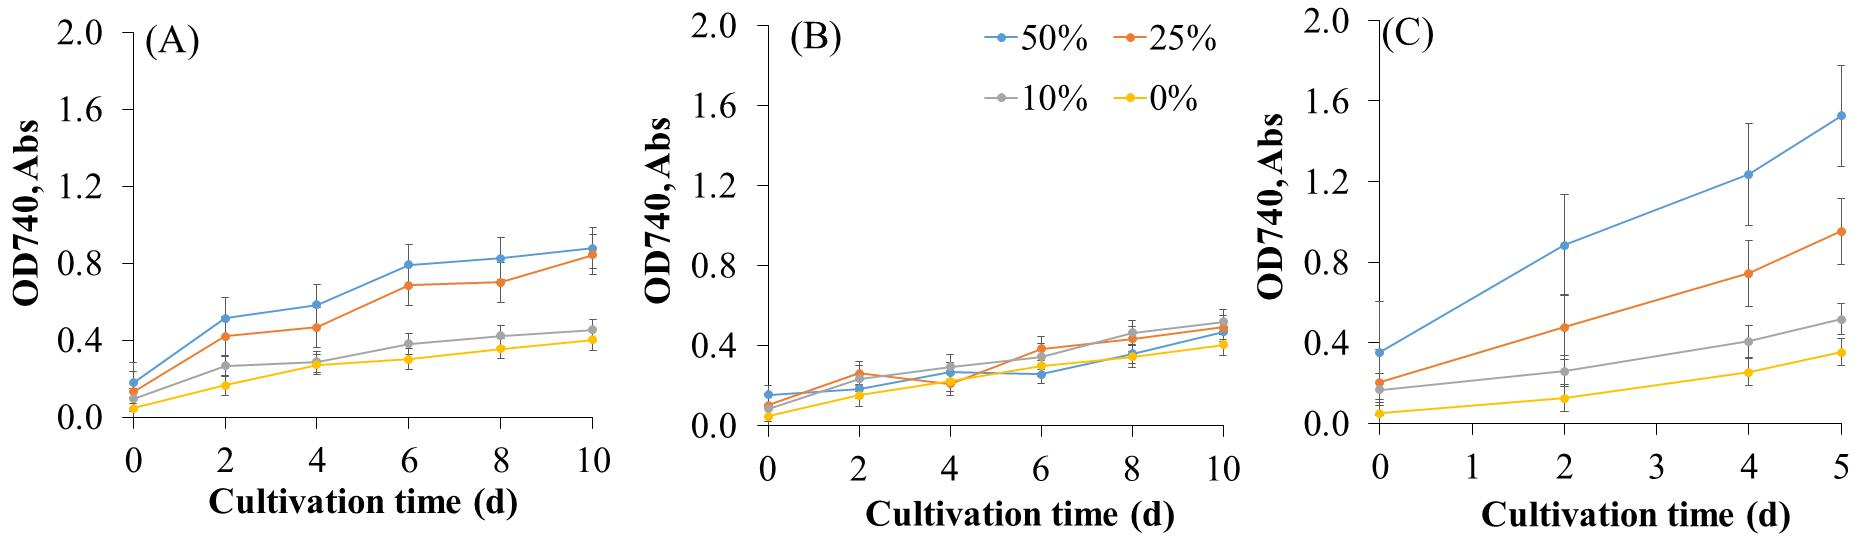 (A)
2.0
1.6
1.2
0.8
0.4
0.0
OD740, Abs
0 2 4 6 8 10
Cultivation time (d)
(B)
50% 25%
10% 0%
2.0
1.6
1.2
0.8
0.4
0.0
OD740, Abs
0 2 4 6 8 10
Cultivation time (d)
(C)
2.0
1.6
1.2
0.8
0.4
0.0
OD740, Abs
0 1 2 3 4 5
Cultivation time (d)